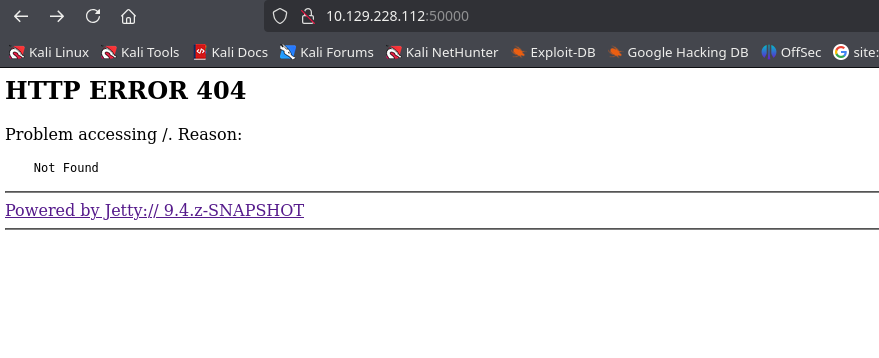 10.129.228.112:50000
Kali Linux Kali Tools Kali Docs Kali Forums Kali NetHunter Exploit-DB Google Hacking DB OffSec site:
HTTP ERROR 404
Problem accessing /. Reason:
Not Found
Powered by Jetty:// 9.4.z-SNAPSHOT